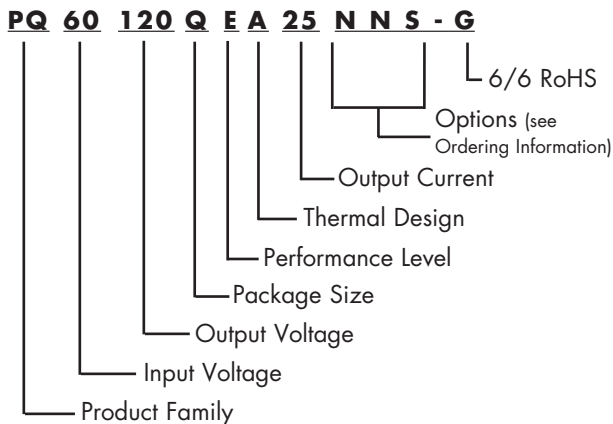 PQ 60 120 Q E A 25 N N S - G
6/6 RoHS
Options (see
Ordering Information)
Output Current
Thermal Design
Performance Level
Package Size
Output Voltage
Input Voltage
Product Family